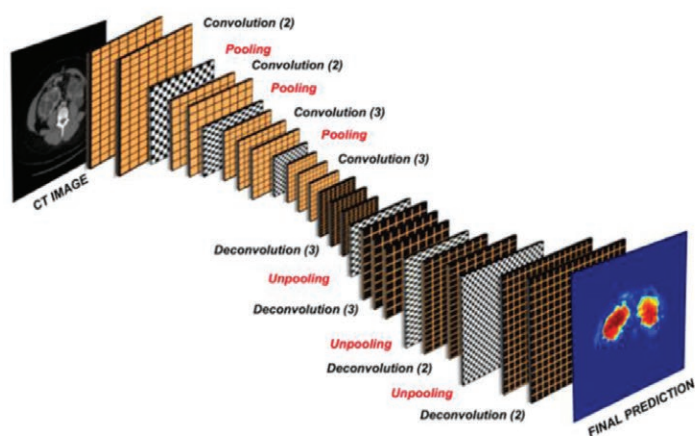 Convolution (2)
Pooling
Convolution (2)
Pooling
Convolution (3)
Pooling
Convolution (3)
CT IMAGE
Deconvolution (3)
Unpooling
Deconvolution (3)
Unpooling
Deconvolution (2)
Unpooling
Deconvolution (2)
FINAL PREDICTION